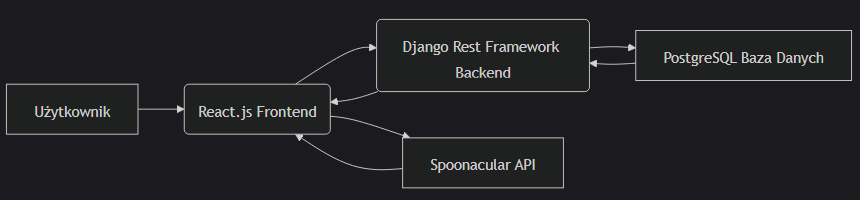 Użytkownik
React.js Frontend
Django Rest Framework
Backend
PostgreSQL Baza Danych
Spoonacular API